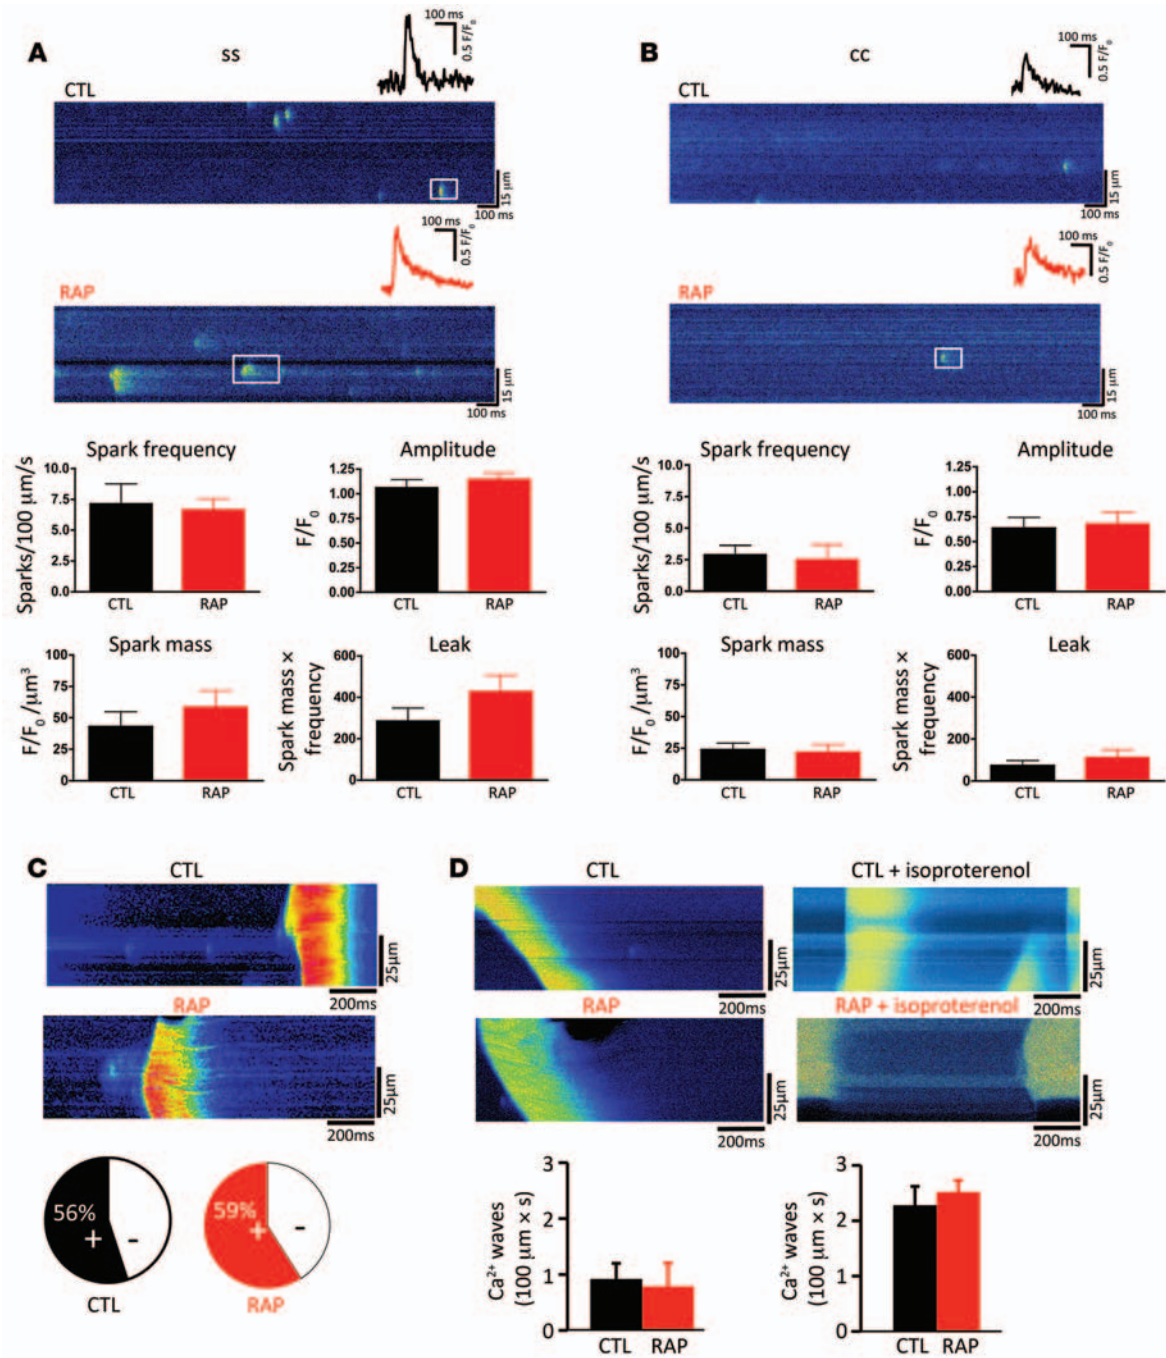 A
ss
100 ms
0.5 F/F0
CTL
15 μm
100 ms
100 ms
0.5 F/F0
RAP
15 μm
100 ms
Spark frequency
Sparks/100 μm/s
10.0
7.5
5.0
2.5
0.0
CTL
RAP
Amplitude
F/F0
1.25
1.00
0.75
0.50
0.25
0.00
CTL
RAP
Spark mass
F/F0 /μm³
100
75
50
25
0
CTL
RAP
Leak
Spark mass ×
frequency
600
400
200
0
CTL
RAP
B
cc
100 ms
0.5 F/F0
CTL
15 μm
100 ms
100 ms
0.5 F/F0
RAP
15 μm
100 ms
Spark frequency
Sparks/100 μm/s
10.0
7.5
5.0
2.5
0.0
CTL
RAP
Amplitude
F/F0
1.25
1.00
0.75
0.50
0.25
0.00
CTL
RAP
Spark mass
F/F0 /μm³
100
75
50
25
0
CTL
RAP
Leak
Spark mass ×
frequency
600
400
200
0
CTL
RAP
C
CTL
25μm
200ms
RAP
25μm
200ms
56%
+
-
CTL
59%
+
-
RAP
D
CTL
25μm
200ms
CTL + isoproterenol
25μm
200ms
RAP
25μm
200ms
RAP + isoproterenol
25μm
200ms
Ca²⁺ waves
(100 μm × s)
3
2
1
0
CTL
RAP
Ca²⁺ waves
(100 μm × s)
3
2
1
0
CTL
RAP